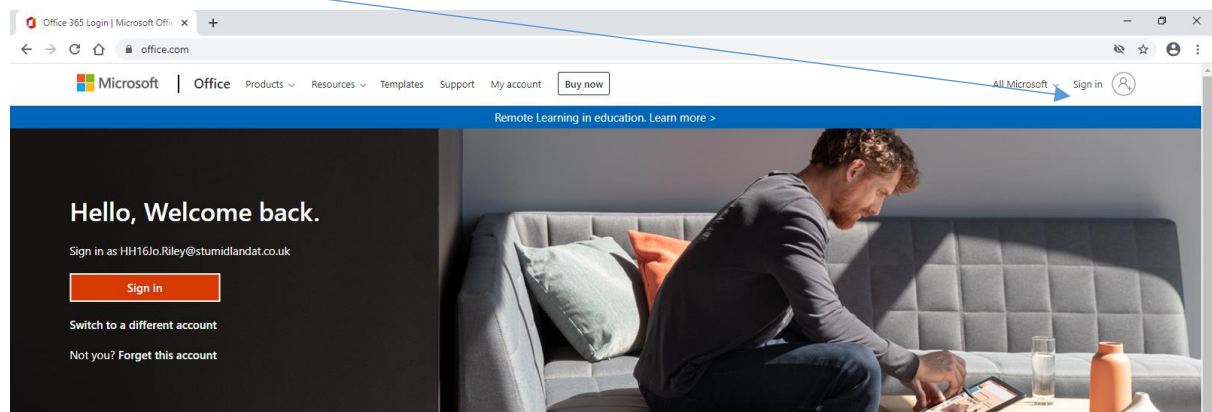 Office 365 Login | Microsoft Offic
office.com
Microsoft | Office Products Resources Templates Support My account Buy now All Microsoft Sign in
Remote Learning in education. Learn more >
Hello, Welcome back.
Sign in as HH16Jo.Riley@stumidlandat.co.uk
Sign in
Switch to a different account
Not you? Forget this account